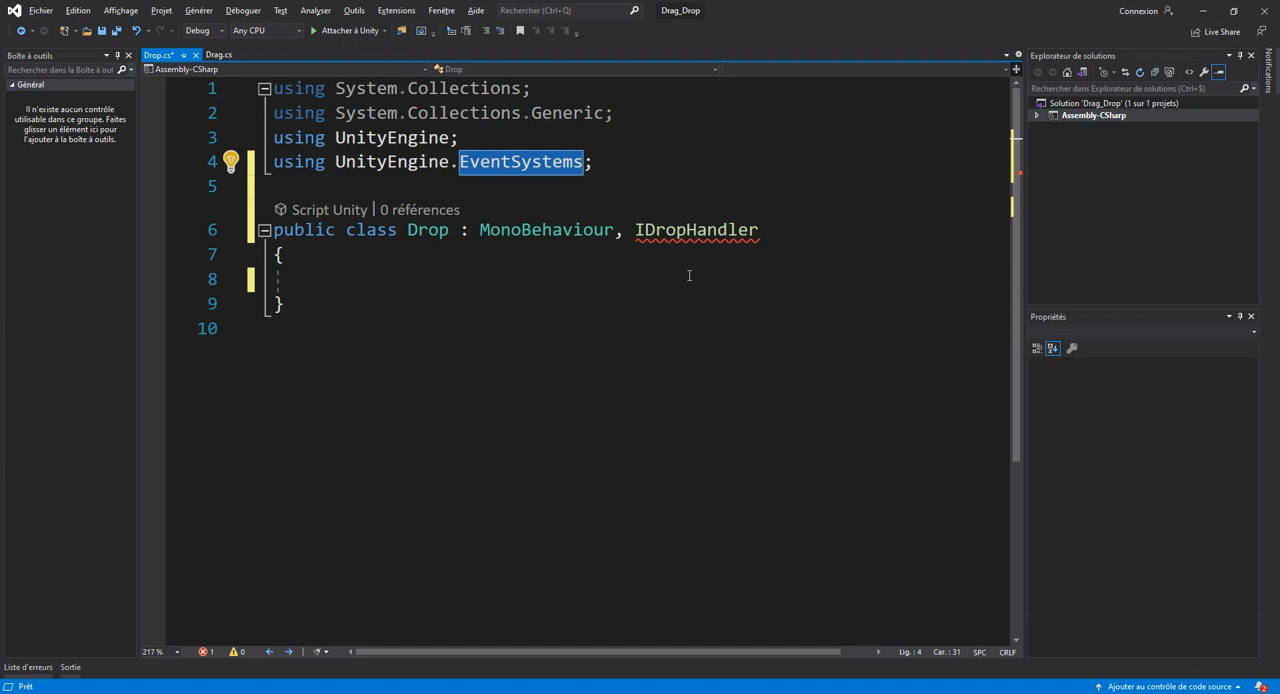 Fichier Edition Affichage Projet Générer Déboguer Test Analyser Outils Extensions Fenêtre Aide Rechercher (Ctrl+Q) Drag_Drop Connexion
Debug Any CPU Attacher à Unity Live Share
Boîte à outils
Rechercher dans la Boîte à out
Général
Il n'existe aucun contrôle
utilisable dans ce groupe. Faites
glisser un élément ici pour
l'ajouter à la boîte à outils.
Drop.cs* Drag.cs
Assembly-CSharp Drop
1 using System.Collections;
2 using System.Collections.Generic;
3 using UnityEngine;
4 using UnityEngine.EventSystems;
5
Script Unity | 0 références
6 public class Drop : MonoBehaviour, IDropHandler
7 {
8
9 }
10
217 % 1 0 Lig. : 4 Car. : 31 SPC CRLF
Explorateur de solutions
Rechercher dans Explorateur de solutions (Ctrl+$)
Solution 'Drag_Drop' (1 sur 1 projets)
Assembly-CSharp
Propriétés
Notifications
Liste d'erreurs Sortie
Prêt Ajouter au contrôle de code source 2